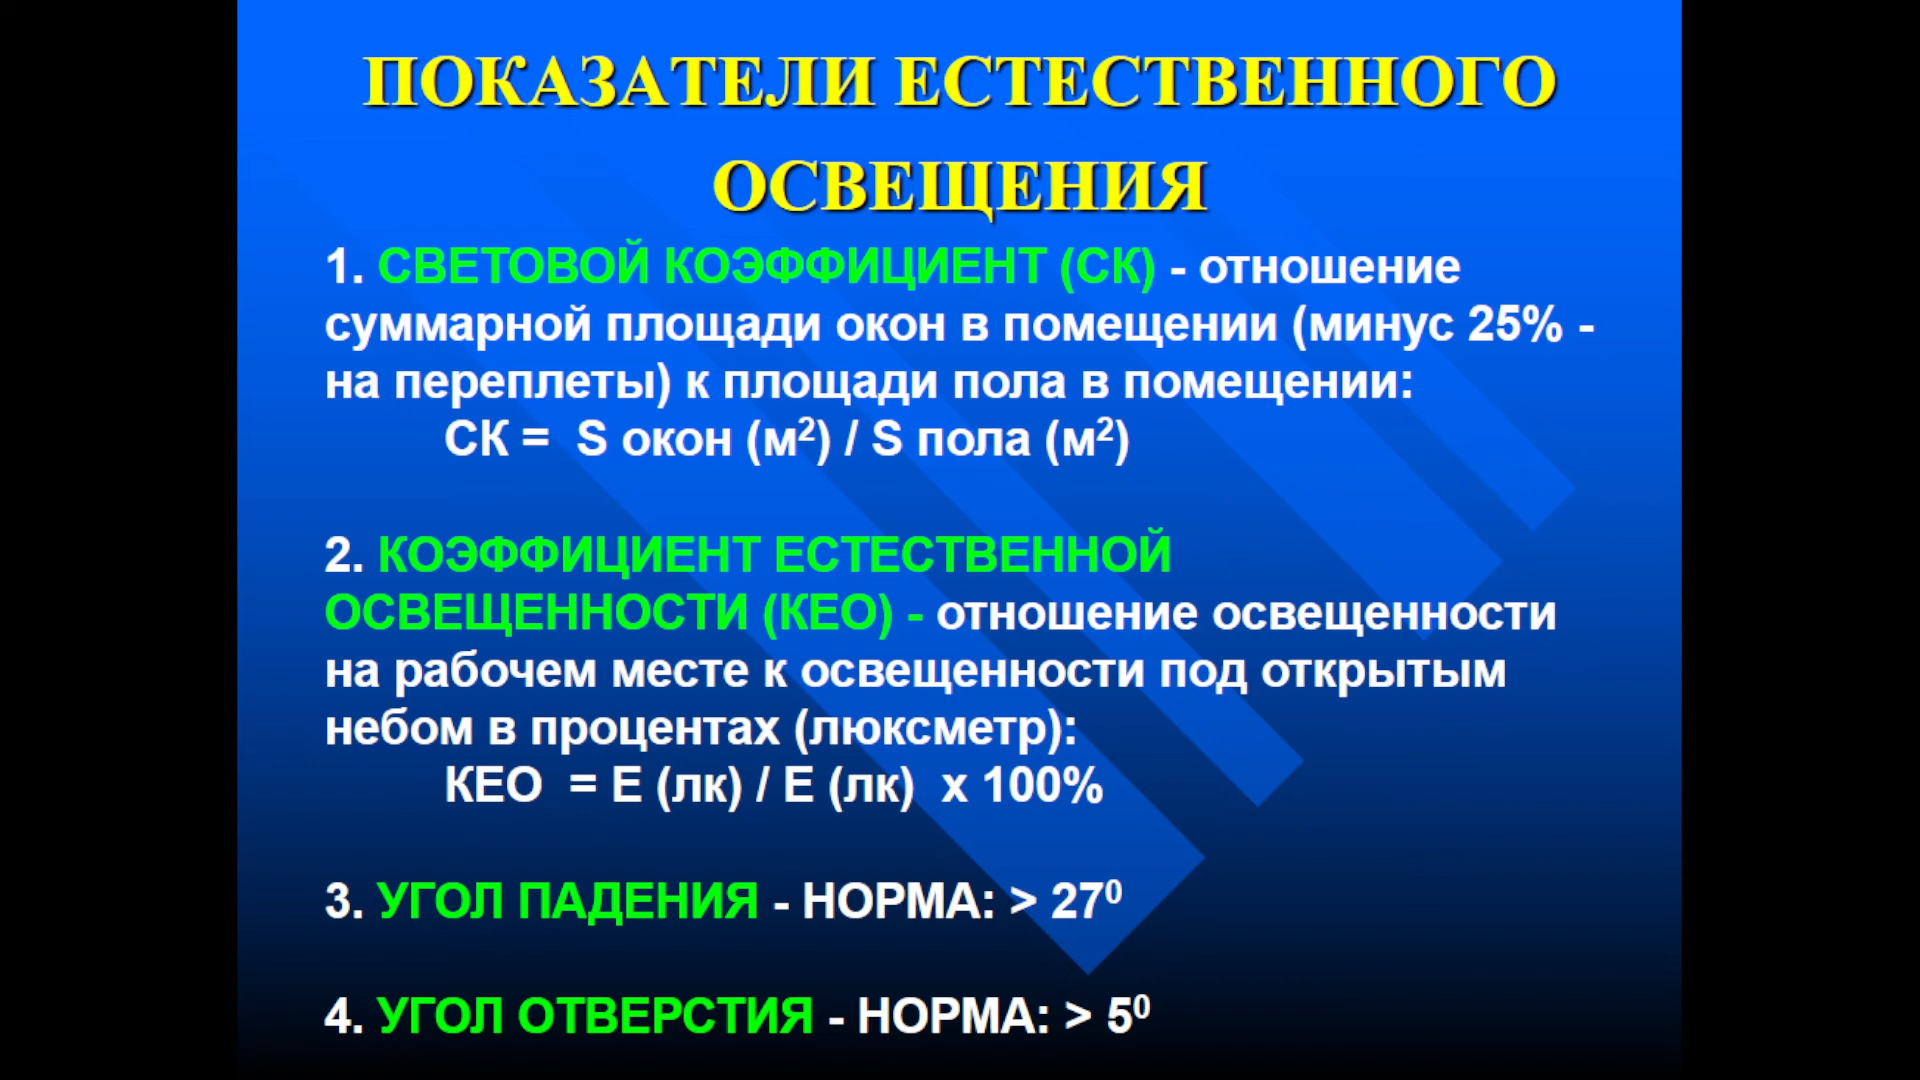 ПОКАЗАТЕЛИ ЕСТЕСТВЕННОГО
ОСВЕЩЕНИЯ
1. СВЕТОВОЙ КОЭФФИЦИЕНТ (СК) - отношение
суммарной площади окон в помещении (минус 25% -
на переплеты) к площади пола в помещении:
СК = S окон (м²) / S пола (м²)
2. КОЭФФИЦИЕНТ ЕСТЕСТВЕННОЙ
ОСВЕЩЕННОСТИ (КЕО) - отношение освещенности
на рабочем месте к освещенности под открытым
небом в процентах (люксметр):
КЕО = Е (лк) / Е (лк) х 100%
3. УГОЛ ПАДЕНИЯ - НОРМА: > 27⁰
4. УГОЛ ОТВЕРСТИЯ - НОРМА: > 5⁰